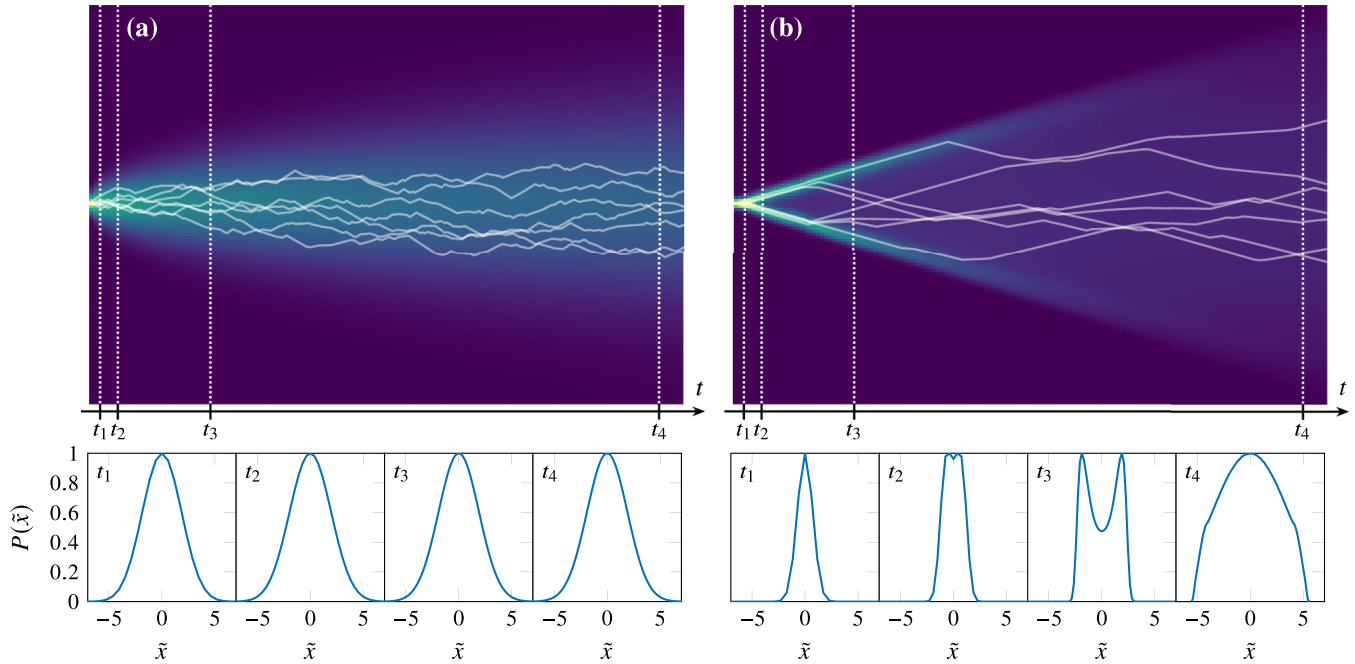 (a) (b)
t
t
t1 t2 t3 t4
t1 t2 t3 t4
1
0.8
0.6
0.4
0.2
0
P(x̃)
t1 t2 t3 t4
t1 t2 t3 t4
−5 0 5 −5 0 5 −5 0 5 −5 0 5
−5 0 5 −5 0 5 −5 0 5 −5 0 5
x̃ x̃ x̃ x̃
x̃ x̃ x̃ x̃